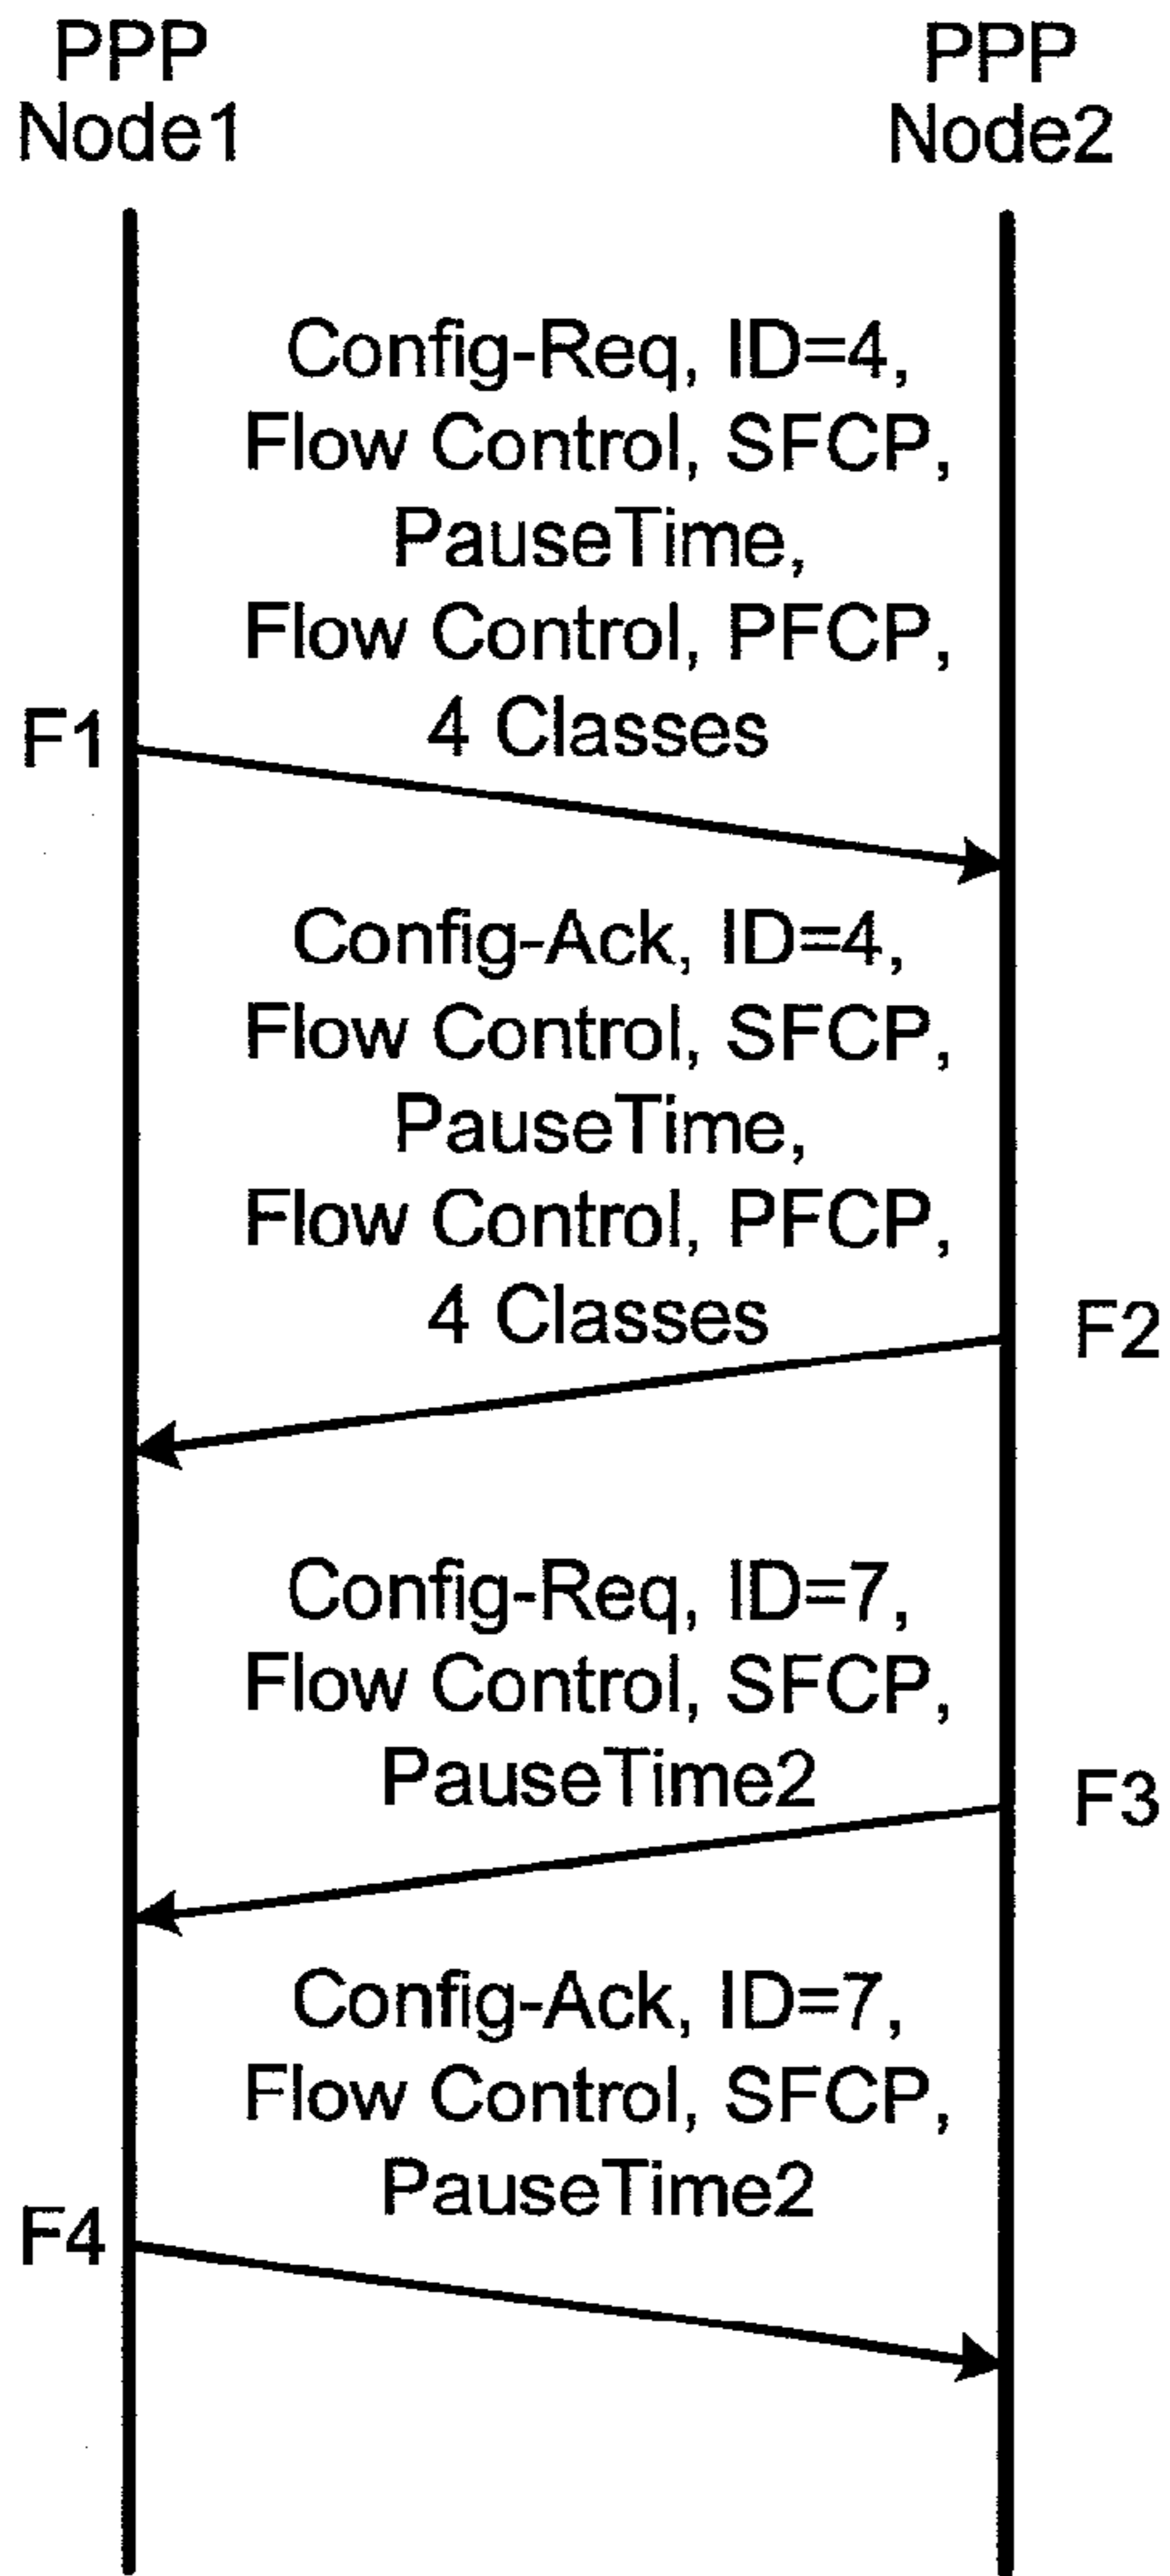 PPP
Node1
PPP
Node2
Config-Req, ID=4,
Flow Control, SFCP,
PauseTime,
Flow Control, PFCP,
4 Classes
F1
Config-Ack, ID=4,
Flow Control, SFCP,
PauseTime,
Flow Control, PFCP,
4 Classes
F2
Config-Req, ID=7,
Flow Control, SFCP,
PauseTime2
F3
Config-Ack, ID=7,
Flow Control, SFCP,
PauseTime2
F4